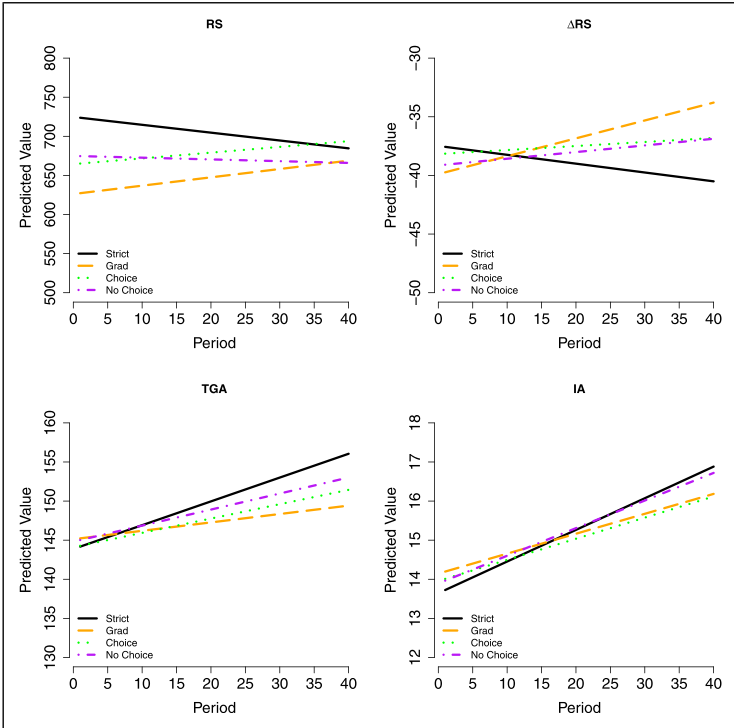 RS
Predicted Value
800
750
700
650
600
550
500
Strict
Grad
Choice
No Choice
0 5 10 15 20 25 30 35 40
Period
ΔRS
Predicted Value
−30
−35
−40
−45
−50
Strict
Grad
Choice
No Choice
0 5 10 15 20 25 30 35 40
Period
TGA
Predicted Value
160
155
150
145
140
135
130
Strict
Grad
Choice
No Choice
0 5 10 15 20 25 30 35 40
Period
IA
Predicted Value
18
17
16
15
14
13
12
Strict
Grad
Choice
No Choice
0 5 10 15 20 25 30 35 40
Period